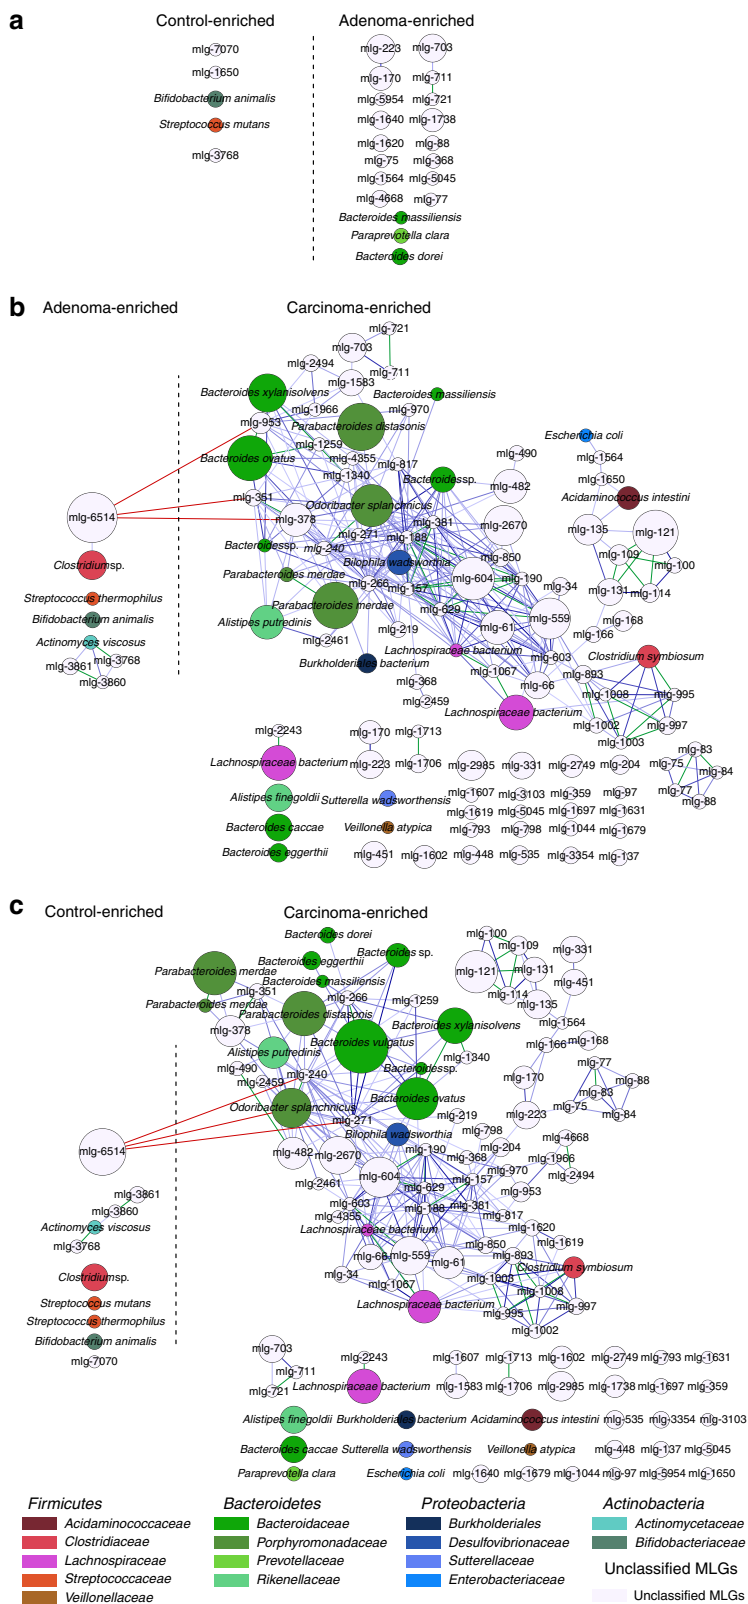 a
Control-enriched
Adenoma-enriched
mlg-7070
mlg-1650
Bifidobacterium animalis
Streptococcus mutans
mlg-3768
mlg-223 mlg-703
mlg-170 mlg-711
mlg-5954 mlg-721
mlg-1640 mlg-1738
mlg-1620 mlg-88
mlg-75 mlg-368
mlg-1564 mlg-5045
mlg-4668 mlg-77
Bacteroides massiliensis
Paraprevotella clara
Bacteroides dorei
b
Adenoma-enriched
Carcinoma-enriched
mlg-6514
Clostridiumsp.
Streptococcus thermophilus
Bifidobacterium animalis
Actinomyces viscosus
mlg-3861 mlg-3768
mlg-3860
mlg-721
mlg-703
mlg-2494
mlg-711
mlg-1583
Bacteroides xylanisolvens
Bacteroides massiliensis
mlg-1966
mlg-970
mlg-953
Parabacteroides distasonis
mlg-1259
Bacteroides ovatus
mlg-4355
mlg-817
mlg-1340
Bacteroidessp.
mlg-490
mlg-482
mlg-351
Odoribacter splanchnicus
mlg-378
mlg-381
mlg-2670
mlg-271
mlg-188
Bacteroidessp.
mlg-240
Bilophila wadsworthia
mlg-850
Parabacteroides merdae
mlg-266
mlg-157
mlg-604
mlg-190
mlg-34
Parabacteroides merdae
mlg-629
Alistipes putredinis
mlg-219
mlg-61
mlg-559
mlg-2461
Lachnospiraceae bacterium
mlg-603
Burkholderiales bacterium
mlg-1067
mlg-368
mlg-66
mlg-2459
Lachnospiraceae bacterium
Escherichia coli
mlg-1564
mlg-1650
Acidaminococcus intestini
mlg-135
mlg-121
mlg-109
mlg-100
mlg-131
mlg-114
mlg-168
mlg-166
Clostridium symbiosum
mlg-893
mlg-1008
mlg-995
mlg-1002
mlg-997
mlg-1003
mlg-83
mlg-75
mlg-84
mlg-77
mlg-88
mlg-2243
mlg-170
mlg-1713
Lachnospiraceae bacterium
mlg-223
mlg-1706
mlg-2985
mlg-331
mlg-2749
mlg-204
Alistipes finegoldii
Sutterella wadsworthensis
mlg-1607
mlg-3103
mlg-359
mlg-97
mlg-1619
mlg-5045
mlg-1697
mlg-1631
Bacteroides caccae
Veillonella atypica
mlg-793
mlg-798
mlg-1044
mlg-1679
Bacteroides eggerthii
mlg-451
mlg-1602
mlg-448
mlg-535
mlg-3354
mlg-137
c
Control-enriched
Carcinoma-enriched
mlg-6514
mlg-3861
mlg-3860
Actinomyces viscosus
mlg-3768
Clostridiumsp.
Streptococcus mutans
Streptococcus thermophilus
Bifidobacterium animalis
mlg-7070
Bacteroides dorei
Bacteroides sp.
Bacteroides eggerthii
Parabacteroides merdae
Bacteroides massiliensis
mlg-351
mlg-266
mlg-1259
Parabacteroides merdae
Parabacteroides distasonis
mlg-378
Bacteroides xylanisolvens
Bacteroides vulgatus
Alistipes putredinis
mlg-1340
mlg-490
mlg-240
Bacteroidessp.
mlg-2459
Bacteroides ovatus
Odoribacter splanchnicus
mlg-271
mlg-219
Bilophila wadsworthia
mlg-798
mlg-482
mlg-2670
mlg-190
mlg-204
mlg-368
mlg-604
mlg-970
mlg-2461
mlg-629
mlg-157
mlg-953
mlg-603
mlg-188
mlg-381
mlg-4355
mlg-817
Lachnospiraceae bacterium
mlg-1620
mlg-850
mlg-1619
mlg-66
mlg-559
mlg-61
mlg-893
Clostridium symbiosum
mlg-34
mlg-1067
mlg-1003
mlg-1008
Lachnospiraceae bacterium
mlg-995
mlg-997
mlg-1002
mlg-100
mlg-109
mlg-331
mlg-121
mlg-131
mlg-451
mlg-114
mlg-135
mlg-1564
mlg-166
mlg-168
mlg-77
mlg-170
mlg-88
mlg-83
mlg-75
mlg-84
mlg-223
mlg-4668
mlg-1966
mlg-2494
mlg-703
mlg-711
mlg-721
mlg-2243
mlg-1607
mlg-1713
mlg-1602
mlg-2749
mlg-793
mlg-1631
Lachnospiraceae bacterium
mlg-1583
mlg-1706
mlg-2985
mlg-1738
mlg-1697
mlg-359
Alistipes finegoldii
Burkholderiales bacterium
Acidaminococcus intestini
mlg-535
mlg-3354
mlg-3103
Bacteroides caccae
Sutterella wadsworthensis
Veillonella atypica
mlg-448
mlg-137
mlg-5045
Paraprevotella clara
Escherichia coli
mlg-1640
mlg-1679
mlg-1044
mlg-97
mlg-5954
mlg-1650
Firmicutes
Acidaminococcaceae
Clostridiaceae
Lachnospiraceae
Streptococcaceae
Veillonellaceae
Bacteroidetes
Bacteroidaceae
Porphyromonadaceae
Prevotellaceae
Rikenellaceae
Proteobacteria
Burkholderiales
Desulfovibrionaceae
Sutterellaceae
Enterobacteriaceae
Actinobacteria
Actinomycetaceae
Bifidobacteriaceae
Unclassified MLGs
Unclassified MLGs